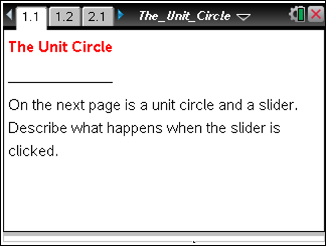 1.1 1.2 2.1 The_Unit_Circle
The Unit Circle
On the next page is a unit circle and a slider.
Describe what happens when the slider is
clicked.